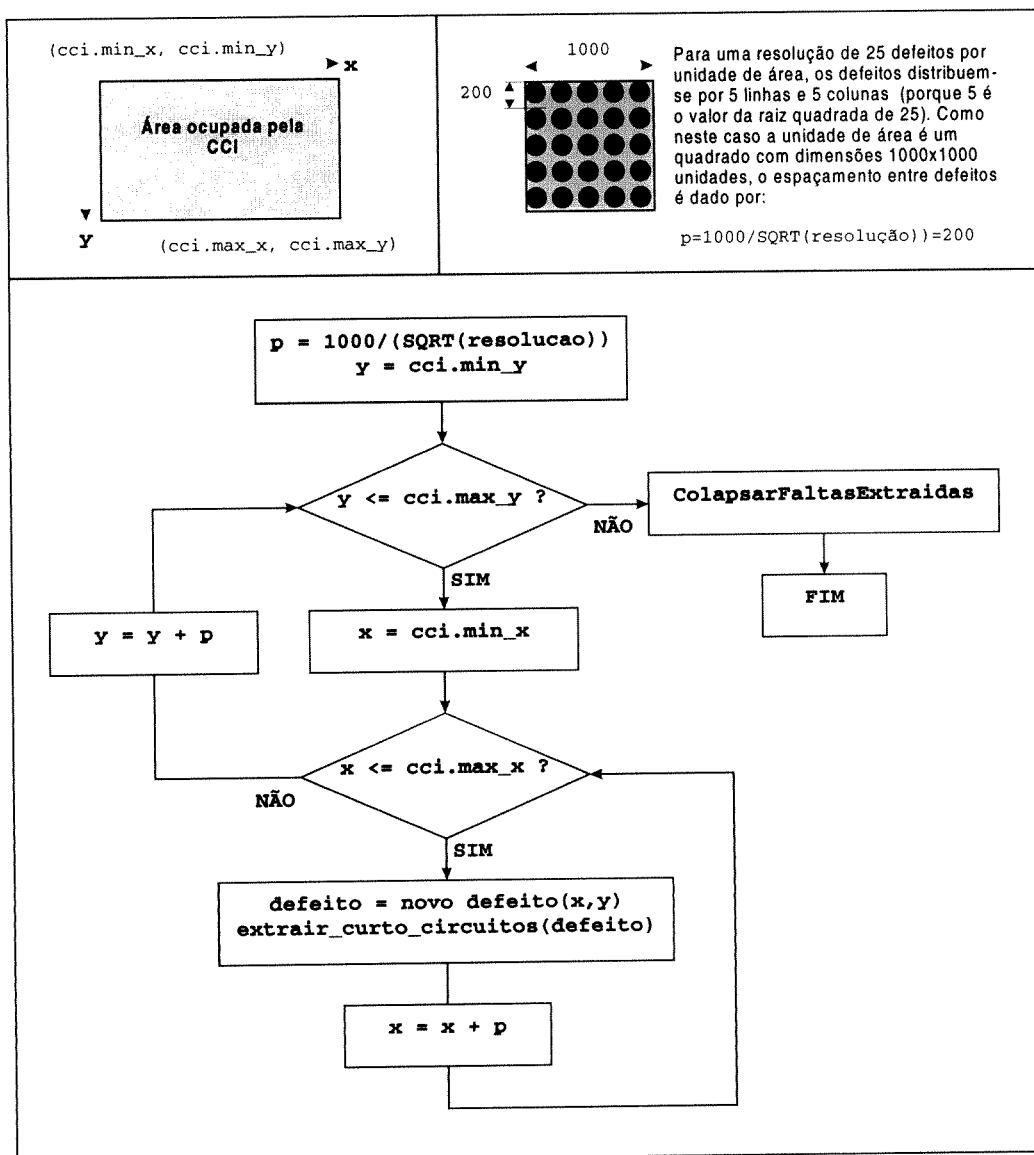 (cci.min_x, cci.min_y)
x
Área ocupada pela
CCI
y
(cci.max_x, cci.max_y)
1000
200
Para uma resolução de 25 defeitos por
unidade de área, os defeitos distribuem-
se por 5 linhas e 5 colunas (porque 5 é
o valor da raiz quadrada de 25). Como
neste caso a unidade de área é um
quadrado com dimensões 1000x1000
unidades, o espaçamento entre defeitos
é dado por:
p=1000/SQRT(resolução))=200
p = 1000/(SQRT(resolucao))
y = cci.min_y
y <= cci.max_y ?
NÃO
ColapsarFaltasExtraidas
FIM
SIM
y = y + p
x = cci.min_x
x <= cci.max_x ?
NÃO
SIM
defeito = novo defeito(x,y)
extrair_curto_circuitos(defeito)
x = x + p